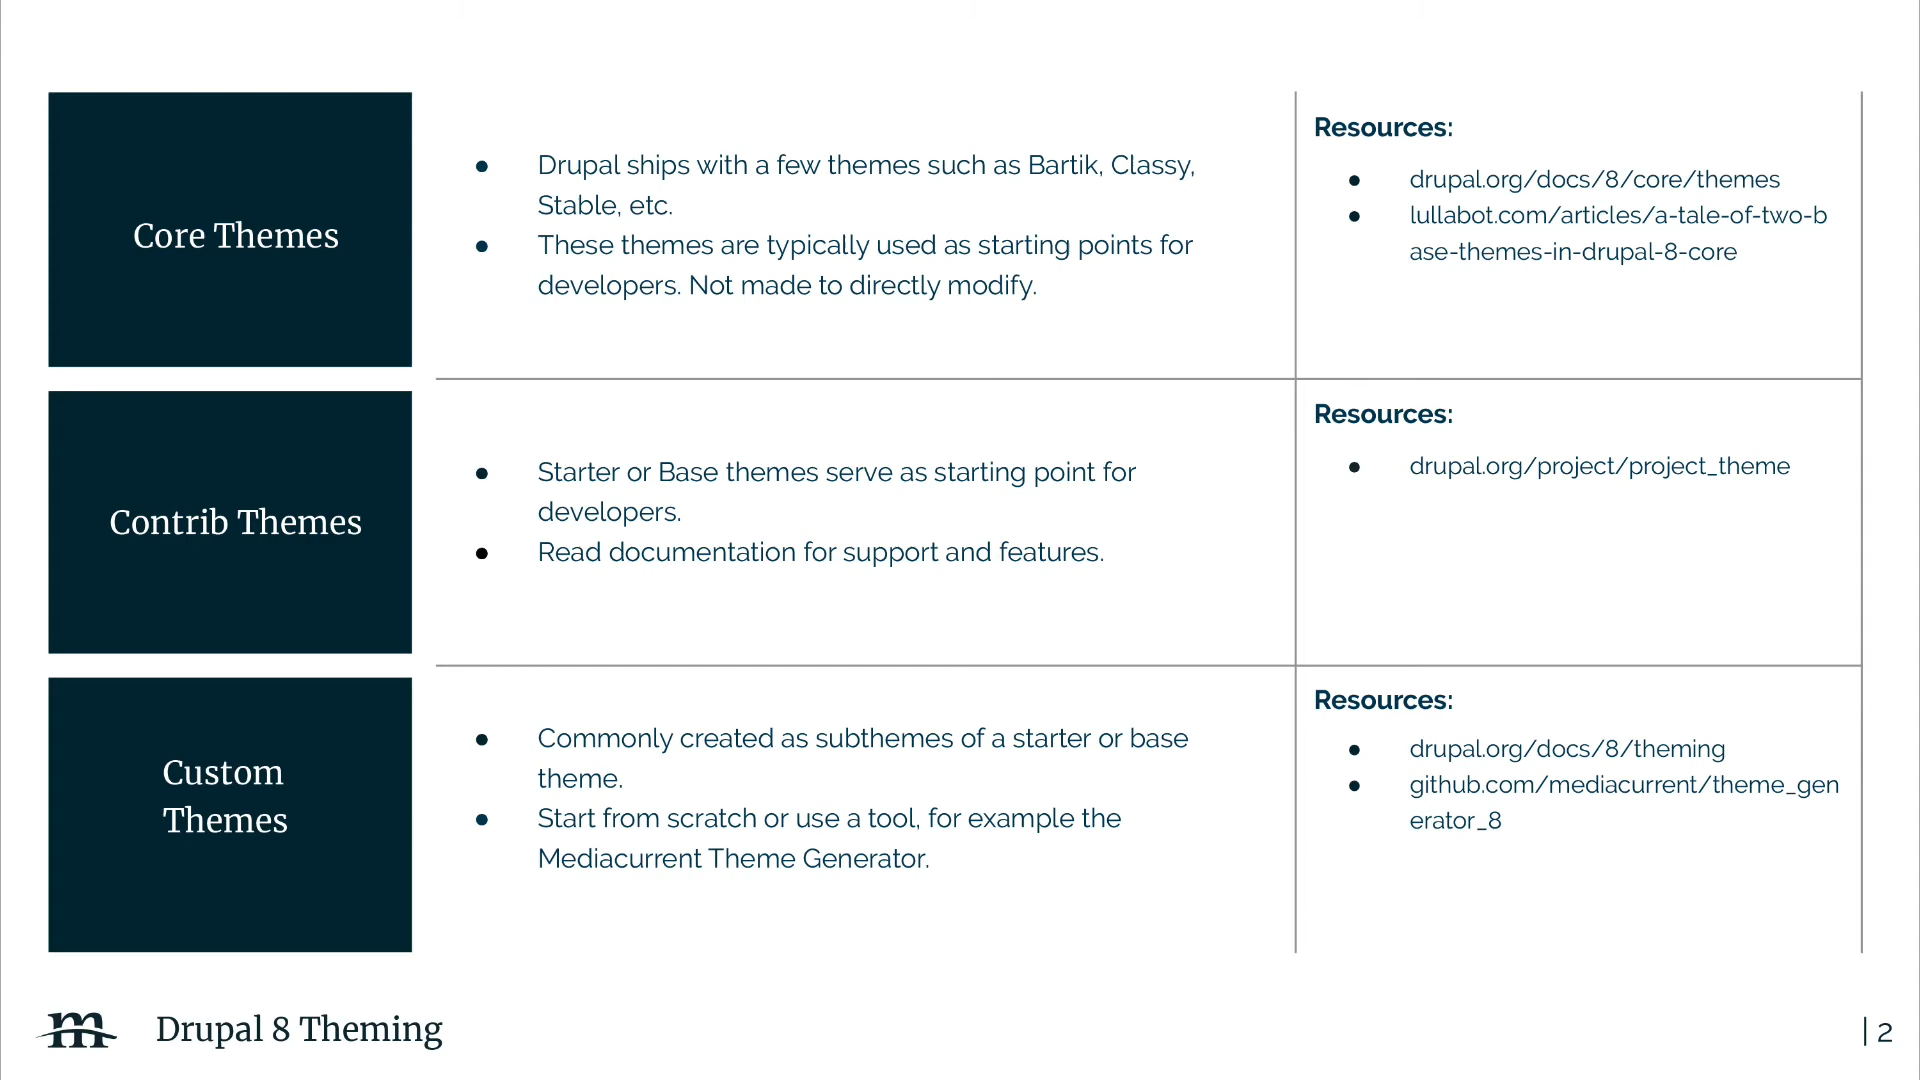 Core Themes
● Drupal ships with a few themes such as Bartik, Classy,
Stable, etc.
● These themes are typically used as starting points for
developers. Not made to directly modify.
Resources:
● drupal.org/docs/8/core/themes
● lullabot.com/articles/a-tale-of-two-b
ase-themes-in-drupal-8-core
Contrib Themes
● Starter or Base themes serve as starting point for
developers.
● Read documentation for support and features.
Resources:
● drupal.org/project/project_theme
Custom
Themes
● Commonly created as subthemes of a starter or base
theme.
● Start from scratch or use a tool, for example the
Mediacurrent Theme Generator.
Resources:
● drupal.org/docs/8/theming
● github.com/mediacurrent/theme_gen
erator_8
m Drupal 8 Theming
| 2